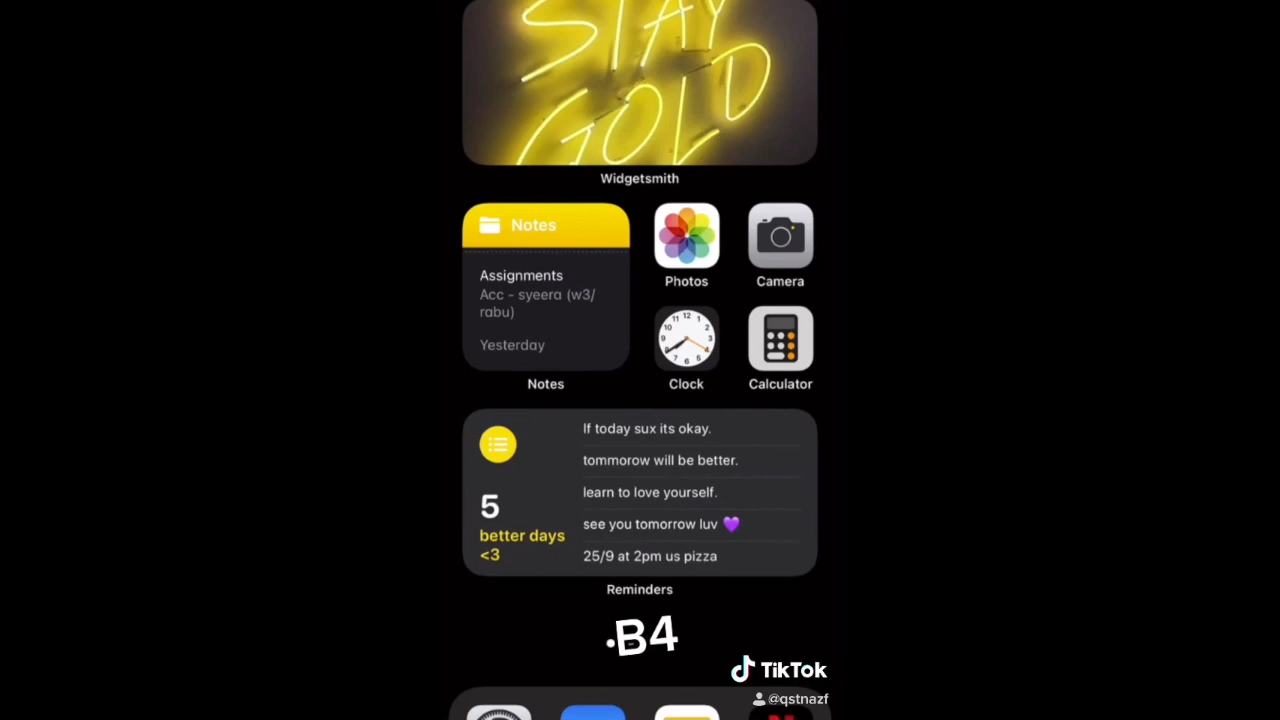 STAY
GOLD
Widgetsmith
Notes
Assignments
Acc - syeera (w3/
rabu)
Yesterday
Notes
Photos
Camera
Clock
Calculator
If today sux its okay.
tommorow will be better.
learn to love yourself.
see you tomorrow luv 💜
25/9 at 2pm us pizza
5
better days
<3
Reminders
•B4
TikTok
@qstnazf